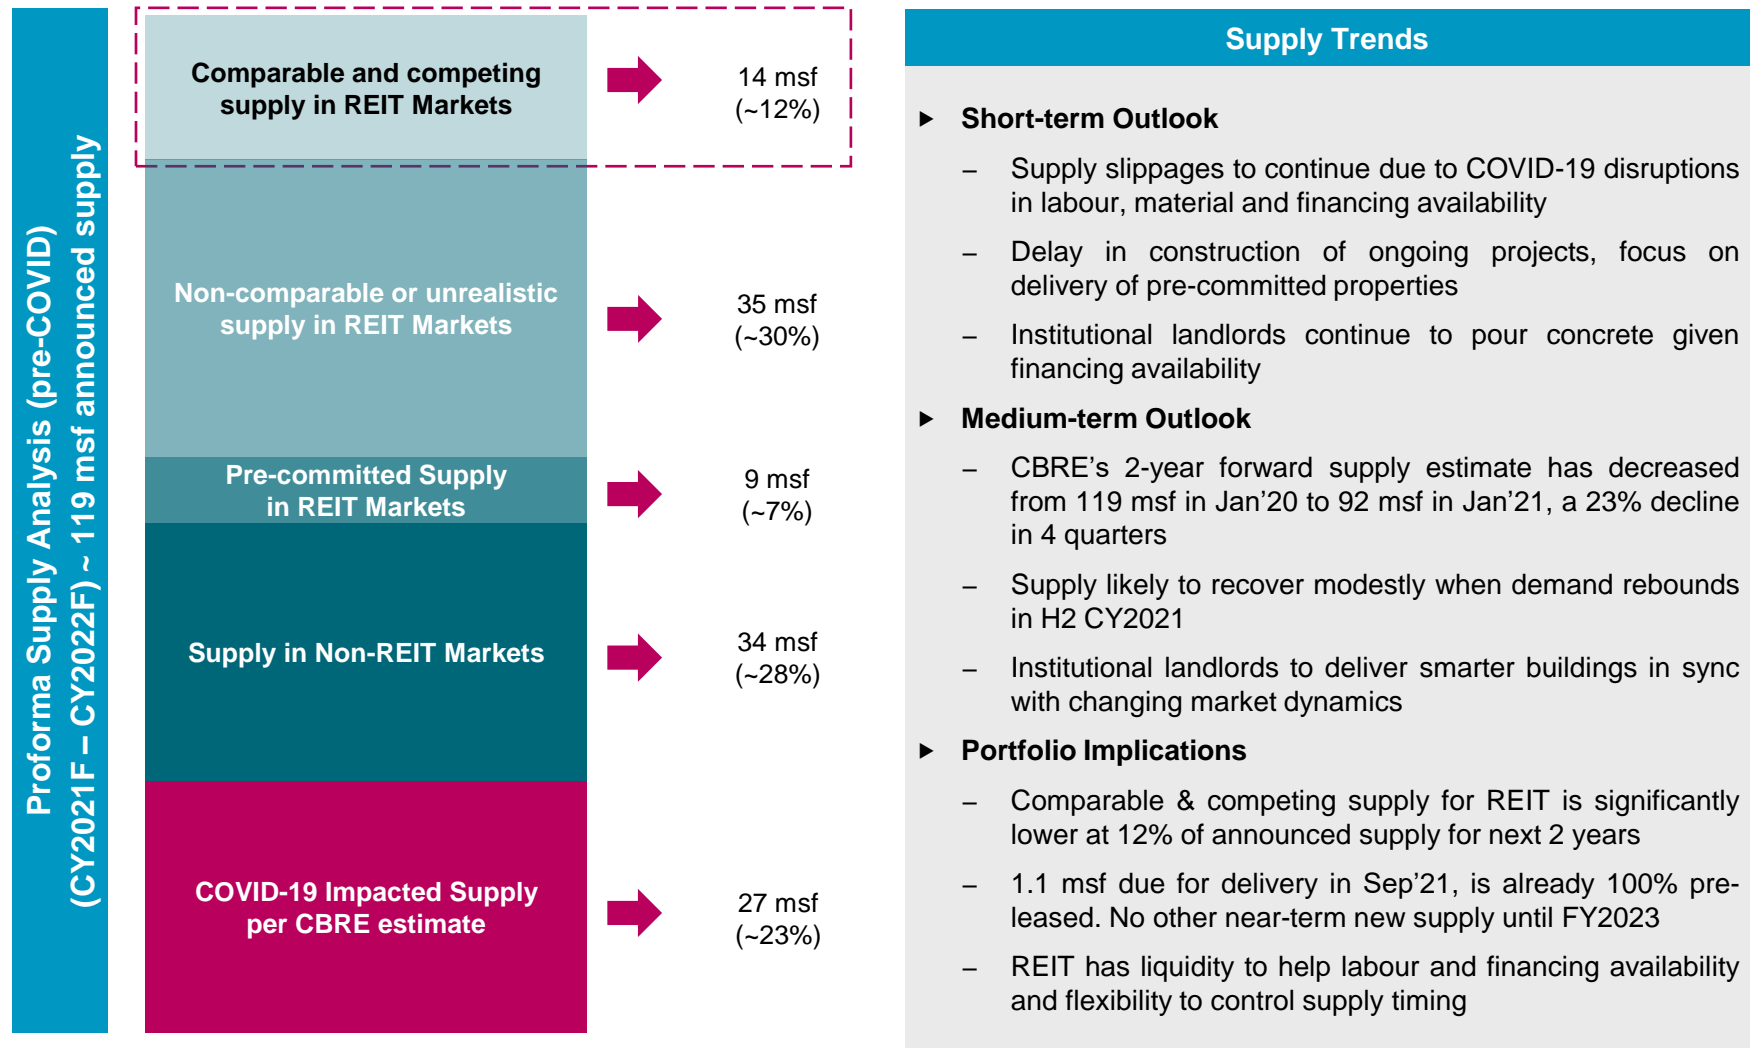 Proforma Supply Analysis (pre-COVID)
(CY2021F – CY2022F) ~ 119 msf announced supply
Comparable and competing
supply in REIT Markets
14 msf
(~12%)
Non-comparable or unrealistic
supply in REIT Markets
35 msf
(~30%)
Pre-committed Supply
in REIT Markets
9 msf
(~7%)
Supply in Non-REIT Markets
34 msf
(~28%)
COVID-19 Impacted Supply
per CBRE estimate
27 msf
(~23%)
Supply Trends
► Short-term Outlook
– Supply slippages to continue due to COVID-19 disruptions
in labour, material and financing availability
– Delay in construction of ongoing projects, focus on
delivery of pre-committed properties
– Institutional landlords continue to pour concrete given
financing availability
► Medium-term Outlook
– CBRE’s 2-year forward supply estimate has decreased
from 119 msf in Jan’20 to 92 msf in Jan’21, a 23% decline
in 4 quarters
– Supply likely to recover modestly when demand rebounds
in H2 CY2021
– Institutional landlords to deliver smarter buildings in sync
with changing market dynamics
► Portfolio Implications
– Comparable & competing supply for REIT is significantly
lower at 12% of announced supply for next 2 years
– 1.1 msf due for delivery in Sep’21, is already 100% pre-
leased. No other near-term new supply until FY2023
– REIT has liquidity to help labour and financing availability
and flexibility to control supply timing